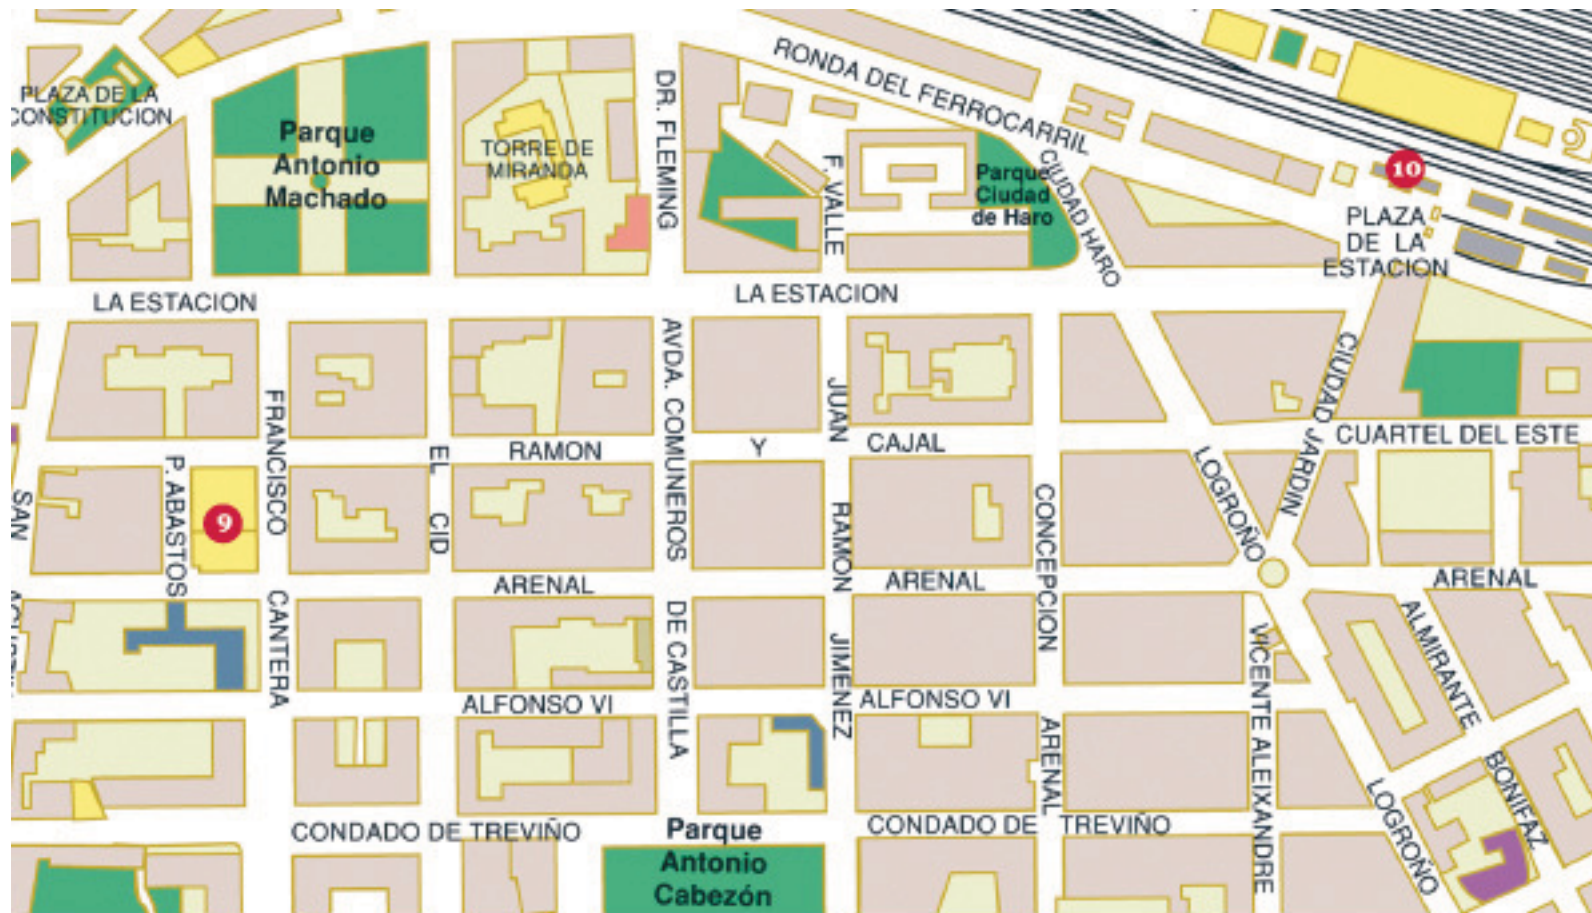 RONDA DEL FERROCARRIL
PLAZA DE LA
CONSTITUCION
Parque
Antonio
Machado
TORRE DE
MIRANDA
DR. FLEMING
F. VALLE
Parque
Ciudad
de Haro
CIUDAD HARO
10
PLAZA
DE LA
ESTACION
LA ESTACION
LA ESTACION
AVDA. COMUNEROS
DE CASTILLA
FRANCISCO
CANTERA
EL CID
JUAN
RAMON
JIMENEZ
CIUDAD JARDIN
RAMON Y CAJAL
CUARTEL DEL ESTE
LOGROÑO
SAN
P. ABASTOS
9
CONCEPCION
ARENAL
ARENAL
ARENAL
ARENAL
VICENTE ALEIXANDRE
ALMIRANTE
BONIFAZ
ALFONSO VI
ALFONSO VI
LOGROÑO
CONDADO DE TREVIÑO
CONDADO DE TREVIÑO
Parque
Antonio
Cabezón